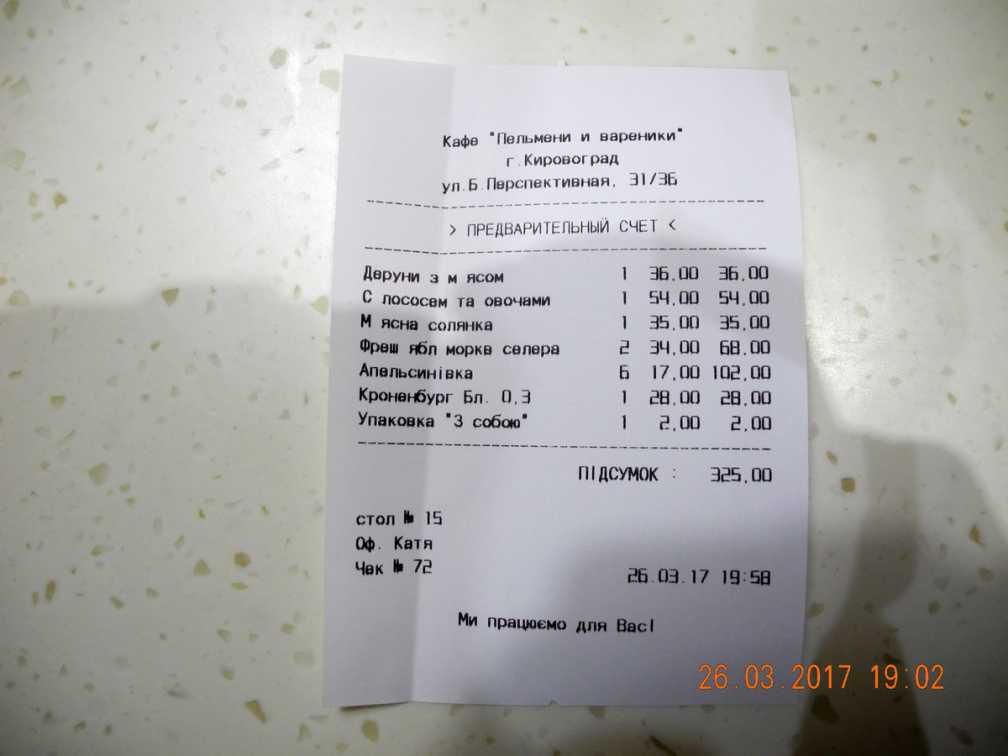 Кафе "Пельмени и вареники"
г.Кировоград
ул.Б.Перспективная, 31/36
> ПРЕДВАРИТЕЛЬНЫЙ СЧЕТ <
Деруни з м ясом 1 36,00 36,00
С лососем та овочами 1 54,00 54,00
М ясна солянка 1 35,00 35,00
Фреш ябл моркв селера 2 34,00 68,00
Апельсинівка 6 17,00 102,00
Кроненбург Бл. 0,3 1 28,00 28,00
Упаковка "З собою" 1 2,00 2,00
ПІДСУМОК : 325,00
стол № 15
Оф. Катя
Чек № 72
26.03.17 19:58
Ми працюємо для Вас!
26.03.2017 19:02